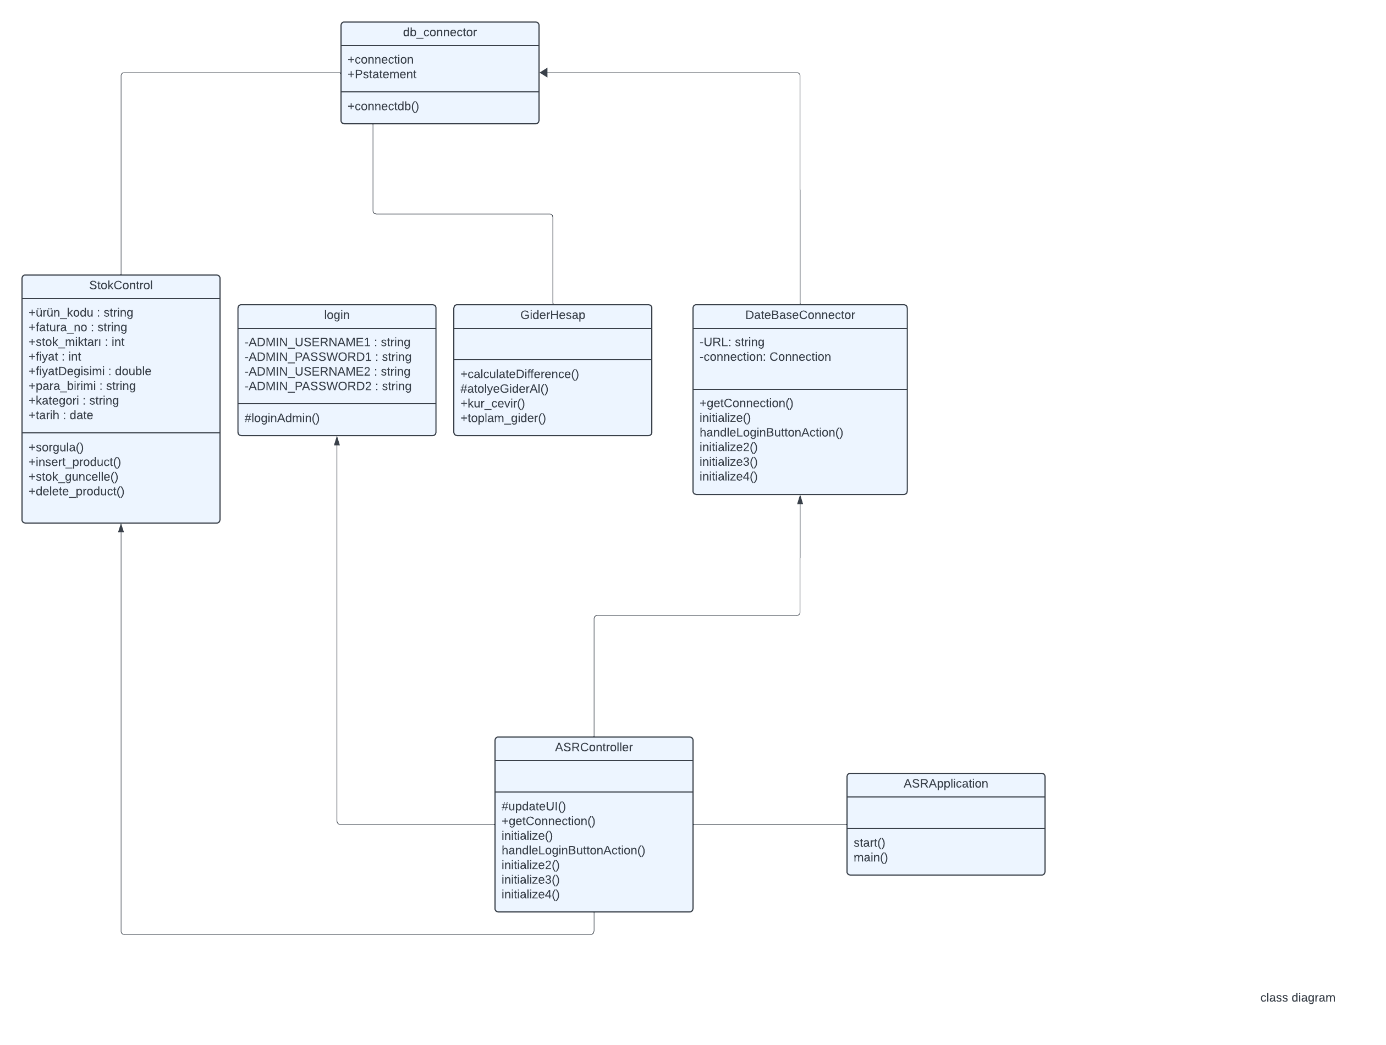 db_connector
+connection
+Pstatement
+connectdb()
StokControl
+ürün_kodu : string
+fatura_no : string
+stok_miktarı : int
+fiyat : int
+fiyatDegisimi : double
+para_birimi : string
+kategori : string
+tarih : date
+sorgula()
+insert_product()
+stok_guncelle()
+delete_product()
login
-ADMIN_USERNAME1 : string
-ADMIN_PASSWORD1 : string
-ADMIN_USERNAME2 : string
-ADMIN_PASSWORD2 : string
#loginAdmin()
GiderHesap
+calculateDifference()
#atolyeGiderAl()
+kur_cevir()
+toplam_gider()
DateBaseConnector
-URL: string
-connection: Connection
+getConnection()
initialize()
handleLoginButtonAction()
initialize2()
initialize3()
initialize4()
ASRController
#updateUI()
+getConnection()
initialize()
handleLoginButtonAction()
initialize2()
initialize3()
initialize4()
ASRApplication
start()
main()
class diagram